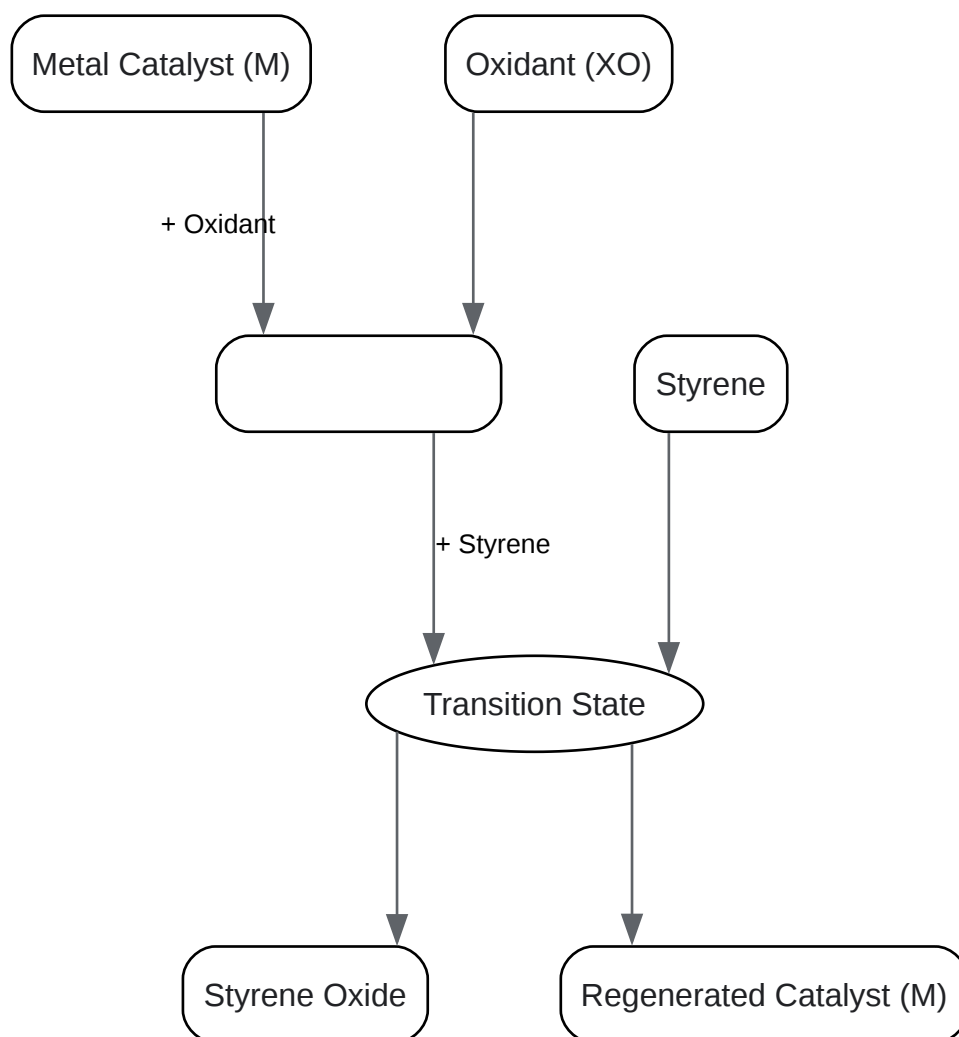 Metal Catalyst (M)
Oxidant (XO)
+ Oxidant
Styrene
+ Styrene
Transition State
Styrene Oxide
Regenerated Catalyst (M)